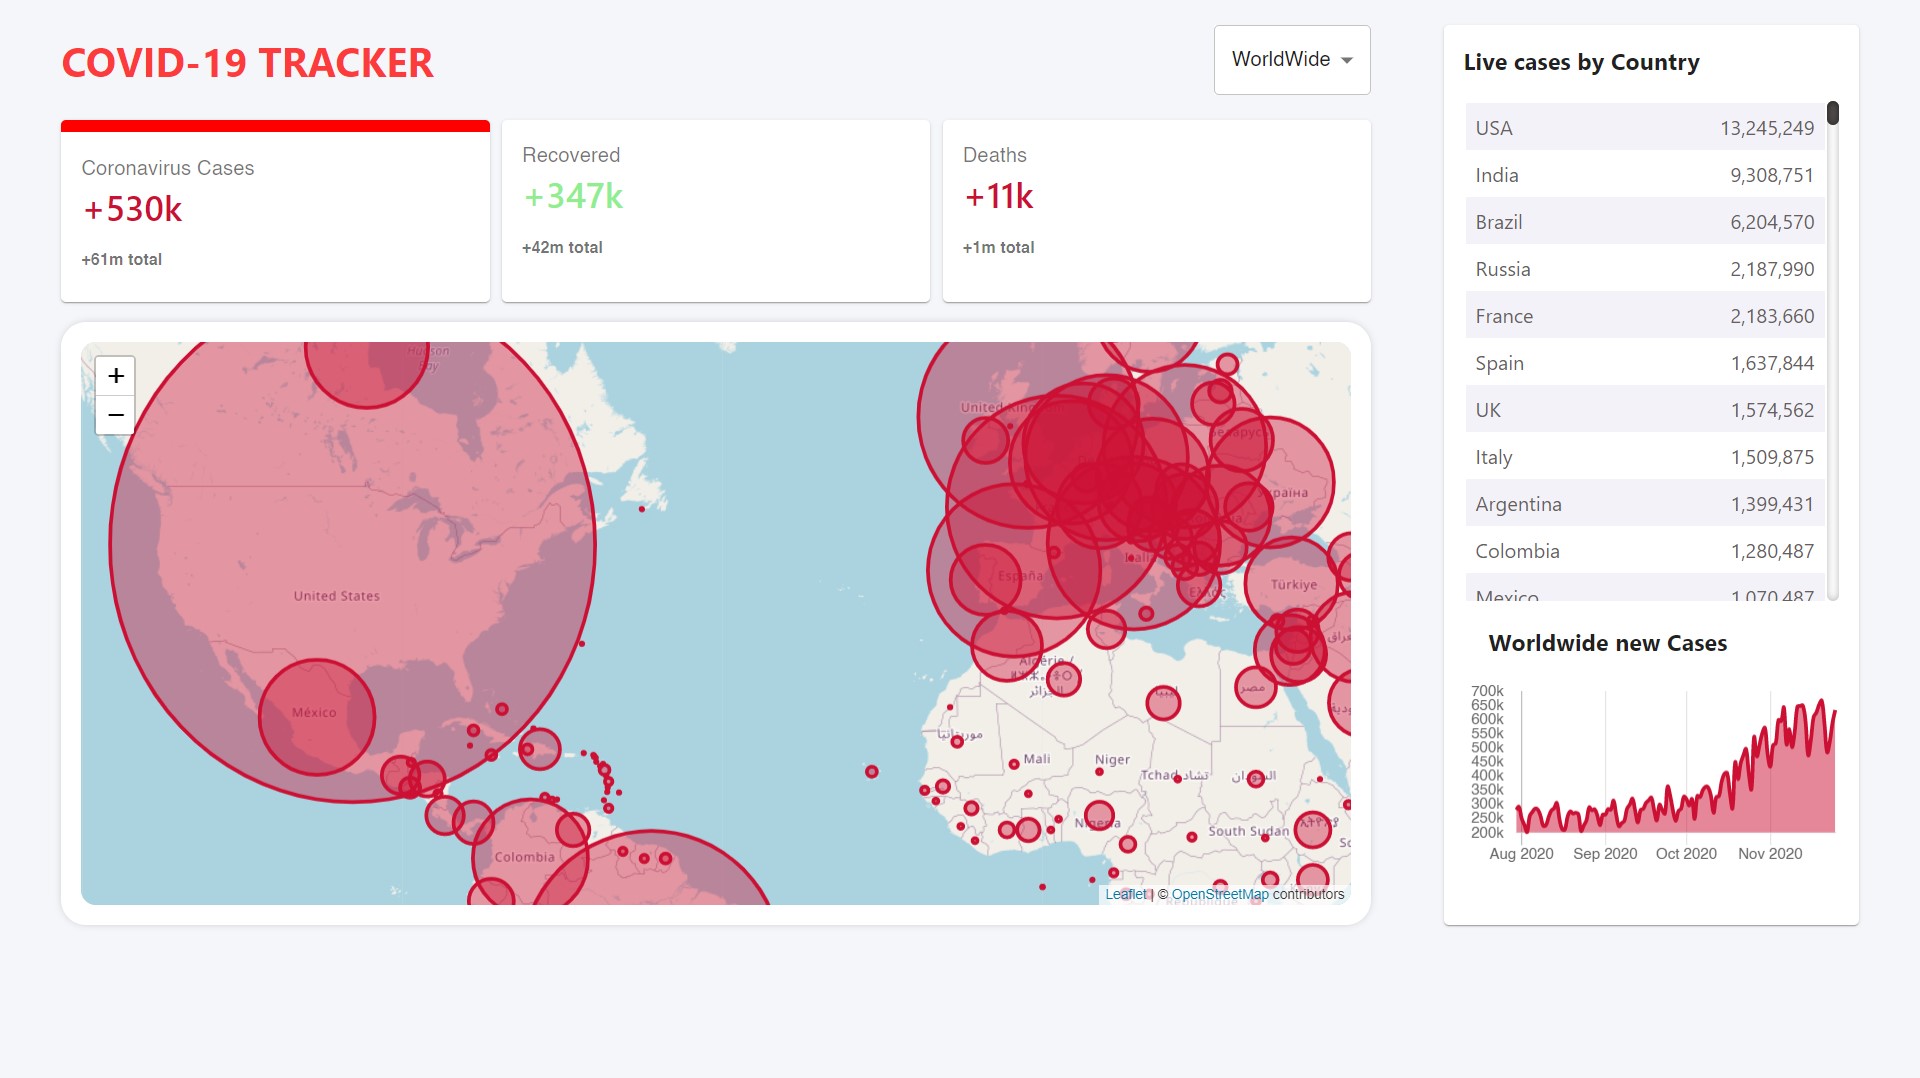 COVID-19 TRACKER
WorldWide
Coronavirus Cases
+530k
+61m total
Recovered
+347k
+42m total
Deaths
+11k
+1m total
+
−
Hudson
Bay
United States
México
Colombia
España
Україна
Türkiye
Algérie /
الجزائر
ليبيا
مصر
موريتانيا
Mali
Niger
Tchad تشاد
السودان
Nigeria
South Sudan
Leaflet | © OpenStreetMap contributors
Live cases by Country
USA 13,245,249
India 9,308,751
Brazil 6,204,570
Russia 2,187,990
France 2,183,660
Spain 1,637,844
UK 1,574,562
Italy 1,509,875
Argentina 1,399,431
Colombia 1,280,487
Mexico 1,070,487
Worldwide new Cases
700k
650k
600k
550k
500k
450k
400k
350k
300k
250k
200k
Aug 2020 Sep 2020 Oct 2020 Nov 2020